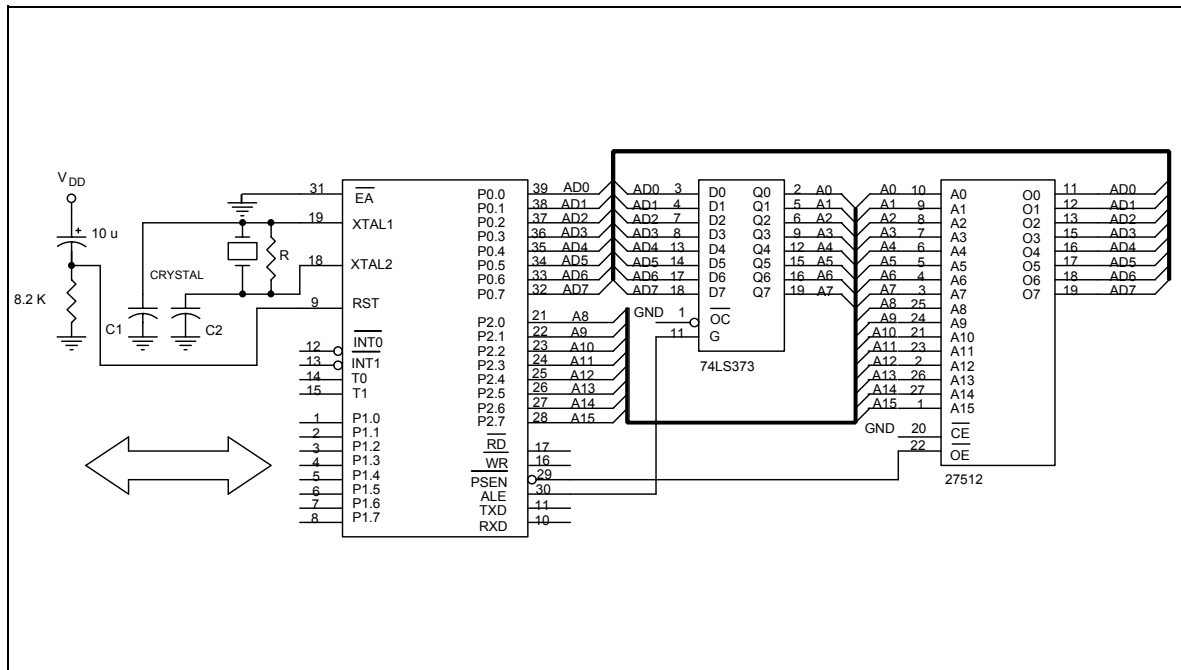 V DD
10 u
8.2 K
C1
C2
CRYSTAL
R
31 EA
19 XTAL1
18 XTAL2
9 RST
12 INT0
13 INT1
14 T0
15 T1
1 P1.0
2 P1.1
3 P1.2
4 P1.3
5 P1.4
6 P1.5
7 P1.6
8 P1.7
P0.0 39 AD0
P0.1 38 AD1
P0.2 37 AD2
P0.3 36 AD3
P0.4 35 AD4
P0.5 34 AD5
P0.6 33 AD6
P0.7 32 AD7
P2.0 21 A8
P2.1 22 A9
P2.2 23 A10
P2.3 24 A11
P2.4 25 A12
P2.5 26 A13
P2.6 27 A14
P2.7 28 A15
RD 17
WR 16
PSEN 29
ALE 30
TXD 11
RXD 10
AD0 3 D0 Q0 2 A0
AD1 4 D1 Q1 5 A1
AD2 7 D2 Q2 6 A2
AD3 8 D3 Q3 9 A3
AD4 13 D4 Q4 12 A4
AD5 14 D5 Q5 15 A5
AD6 17 D6 Q6 16 A6
AD7 18 D7 Q7 19 A7
GND 1 OC
11 G
74LS373
A0 10 A0 O0 11 AD0
A1 9 A1 O1 12 AD1
A2 8 A2 O2 13 AD2
A3 7 A3 O3 15 AD3
A4 6 A4 O4 16 AD4
A5 5 A5 O5 17 AD5
A6 4 A6 O6 18 AD6
A7 3 A7 O7 19 AD7
A8 25 A8
A9 24 A9
A10 21 A10
A11 23 A11
A12 2 A12
A13 26 A13
A14 27 A14
A15 1 A15
GND 20 CE
22 OE
27512